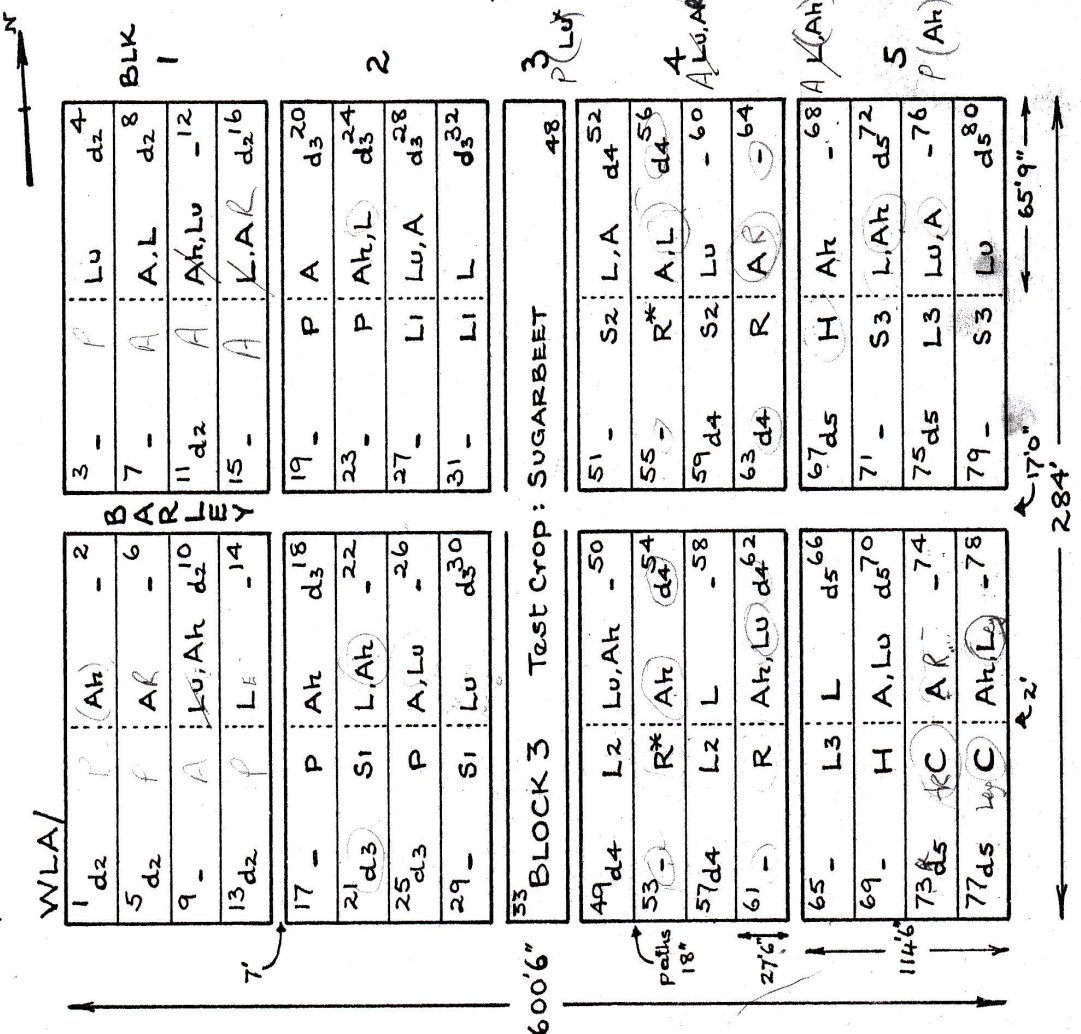 N
WLA/
BLK
1 d2 P Ah - 2
3 - P Lu d2 4
1
5 d2 P AR - 6
7 - A A,L d2 8
BARLEY
9 - A Lu,Ah d2 10
11 d2 A Ah,Lu - 12
13 d2 P LE - 14
15 - A L,AR d2 16
7'
17 - P Ah d3 18
19 - P A d3 20
2
21 d3 S1 L,Ah - 22
23 - P Ah,L d3 24
25 d3 P A,Lu - 26
27 - L1 Lu,A d3 28
29 - S1 Lu d3 30
31 - L1 L d3 32
600'6"
33 BLOCK 3 Test Crop: SUGARBEET 48
3 P(Lu*)
49 d4 L2 Lu,Ah - 50
51 - S2 L,A d4 52
4
A Lu,AR
paths 18"
53 - R* Ah d4 54
55 - R* A,L d4 56
57 d4 L2 L - 58
59 d4 S2 Lu - 60
27'6"
61 - R Ah,Lu d4 62
63 d4 R AR - 64
65 - L3 L d5 66
67 d5 H Ah - 68
A L(Ah)
69 - H A,Lu d5 70
71 - S3 L,Ah d5 72
5
P(Ah)
114'6"
73 d5 AR C AR - 74
75 d5 L3 Lu,A - 76
77 d5 Ley C Ah,Ley - 78
79 - S3 Lu d5 80
2'
17'0"
65'9"
284'